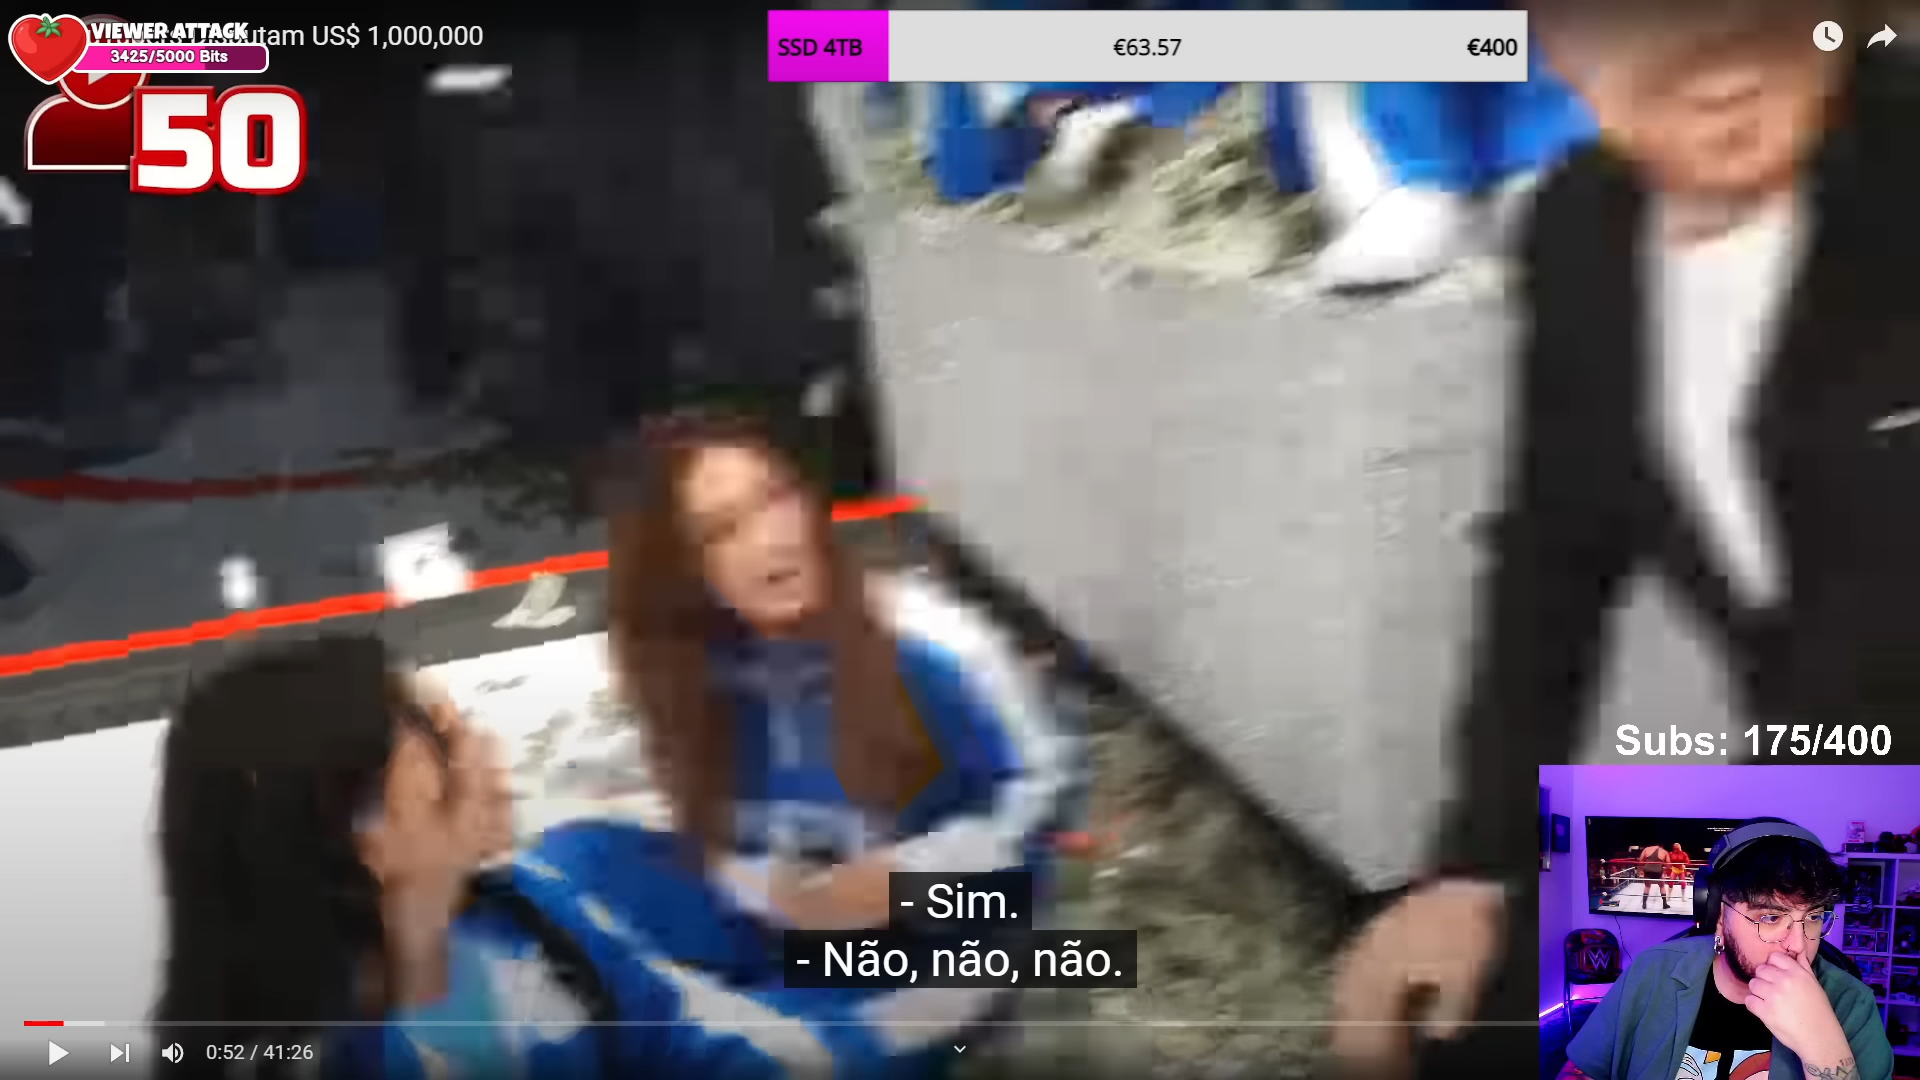 VIEWER ATTACK
utam US$ 1,000,000
3425/5000 Bits
50
SSD 4TB €63.57 €400
Subs: 175/400
- Sim.
- Não, não, não.
0:52 / 41:26